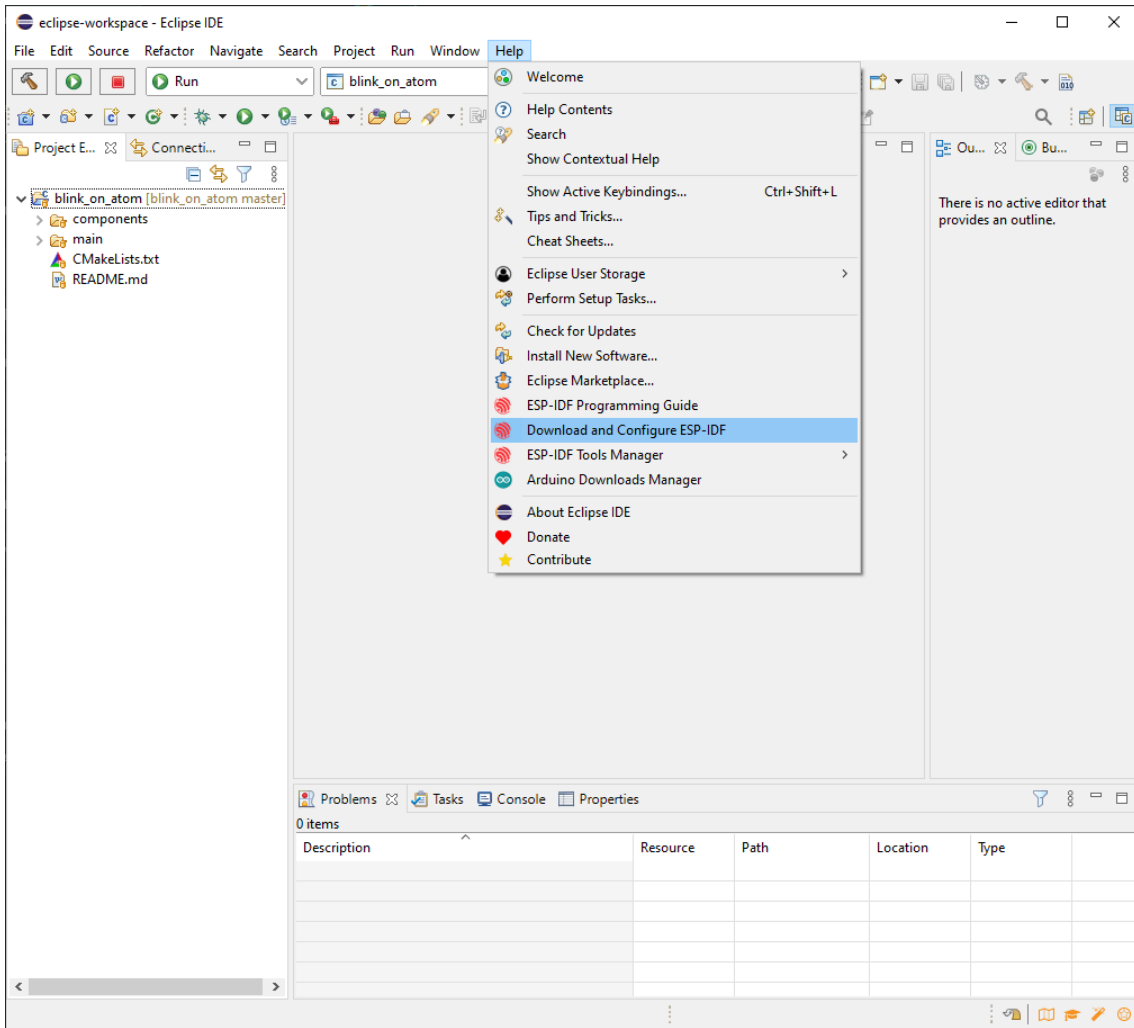 eclipse-workspace - Eclipse IDE
File Edit Source Refactor Navigate Search Project Run Window Help
Run
blink_on_atom
Project E...
Connecti...
blink_on_atom [blink_on_atom master]
components
main
CMakeLists.txt
README.md
Welcome
Help Contents
Search
Show Contextual Help
Show Active Keybindings... Ctrl+Shift+L
Tips and Tricks...
Cheat Sheets...
Eclipse User Storage
Perform Setup Tasks...
Check for Updates
Install New Software...
Eclipse Marketplace...
ESP-IDF Programming Guide
Download and Configure ESP-IDF
ESP-IDF Tools Manager
Arduino Downloads Manager
About Eclipse IDE
Donate
Contribute
Ou...
Bu...
There is no active editor that
provides an outline.
Problems Tasks Console Properties
0 items
Description Resource Path Location Type